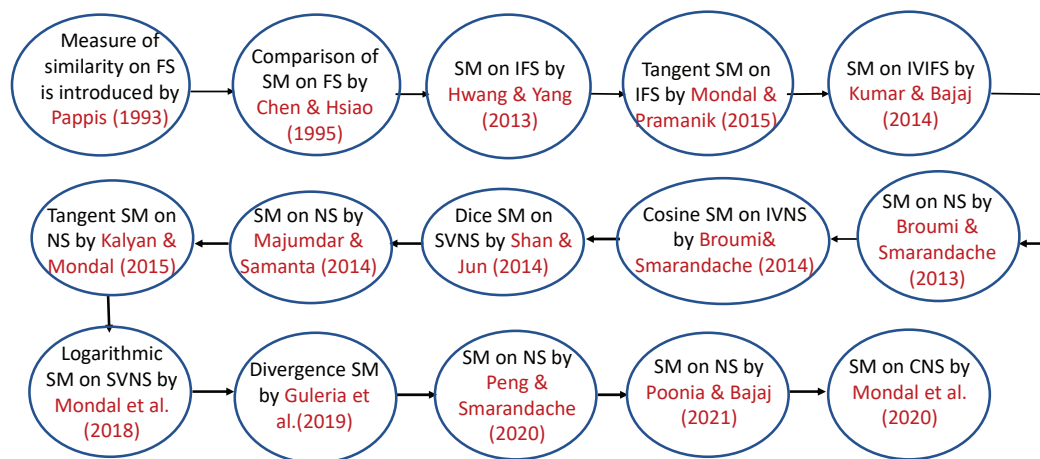 Measure of
similarity on FS
is introduced by
Pappis (1993)
Comparison of
SM on FS by
Chen & Hsiao
(1995)
SM on IFS by
Hwang & Yang
(2013)
Tangent SM on
IFS by Mondal &
Pramanik (2015)
SM on IVIFS by
Kumar & Bajaj
(2014)
SM on NS by
Broumi &
Smarandache
(2013)
Cosine SM on IVNS
by Broumi&
Smarandache (2014)
Dice SM on
SVNS by Shan &
Jun (2014)
SM on NS by
Majumdar &
Samanta (2014)
Tangent SM on
NS by Kalyan &
Mondal (2015)
Logarithmic
SM on SVNS by
Mondal et al.
(2018)
Divergence SM
by Guleria et
al.(2019)
SM on NS by
Peng &
Smarandache
(2020)
SM on NS by
Poonia & Bajaj
(2021)
SM on CNS by
Mondal et al.
(2020)